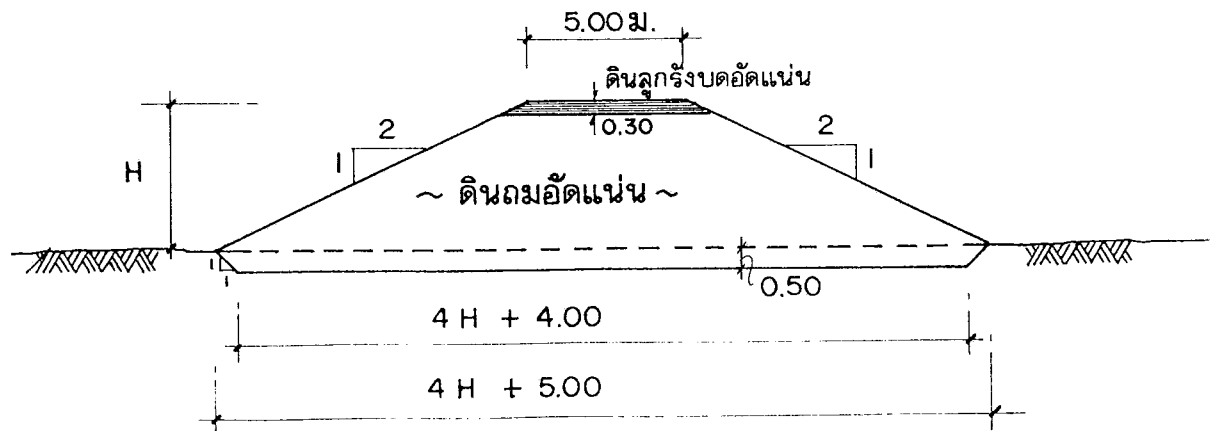 5.00 ม.
ดินลูกรังบดอัดแน่น
0.30
2
1
2
1
H
~ ดินถมอัดแน่น ~
1
1
0.50
4 H + 4.00
4 H + 5.00